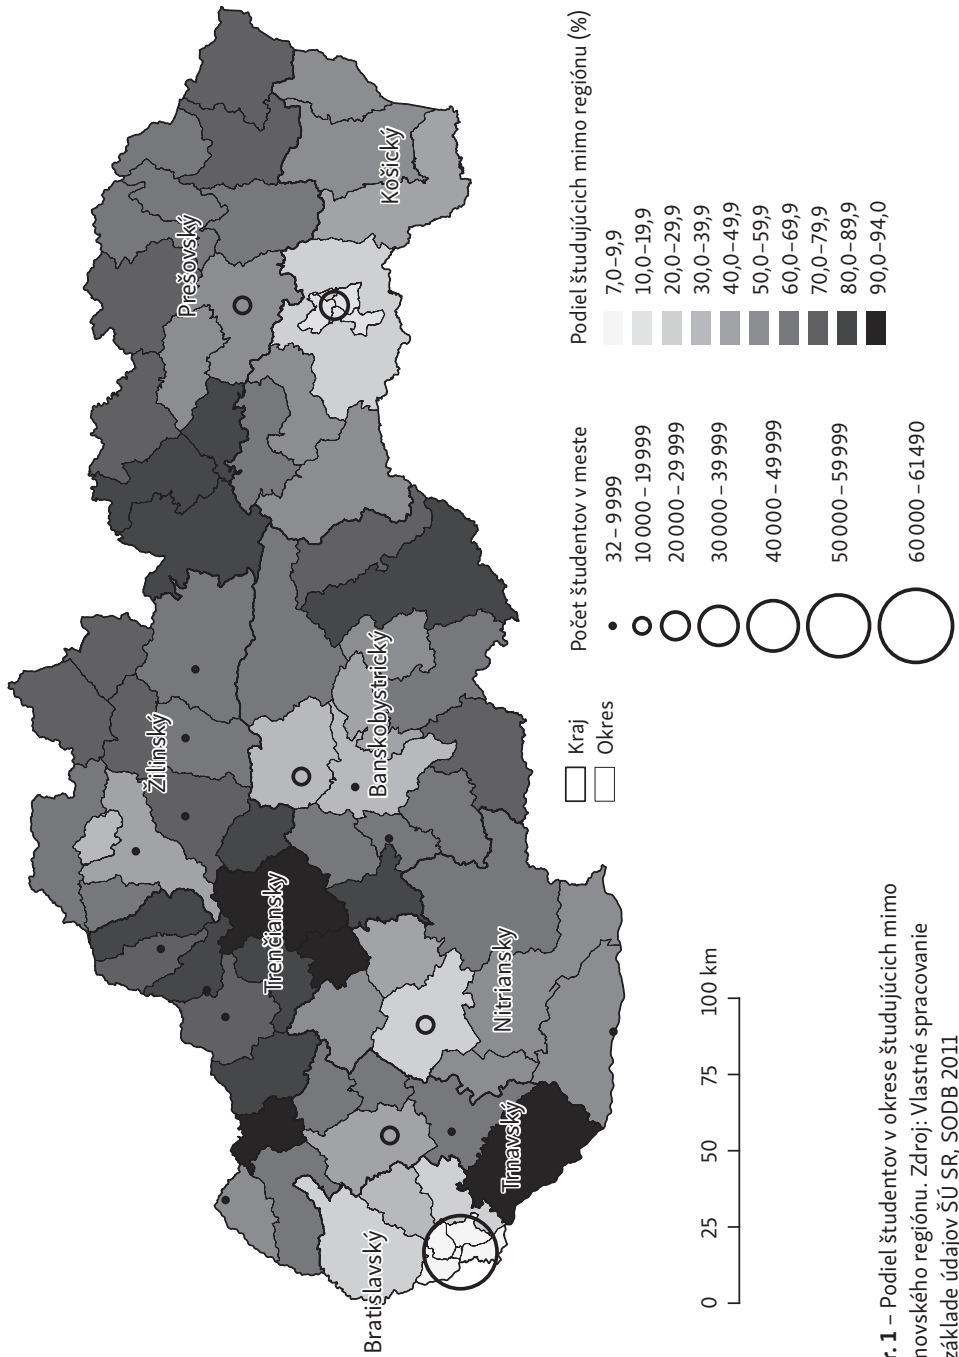 Bratislavský
Trnavský
Trenčiansky
Nitriansky
Žilinský
Banskobystrický
Prešovský
Košický
0 25 50 75 100 km
Kraj
Okres
Počet študentov v meste
32 – 9999
10 000 – 19 999
20 000 – 29 999
30 000 – 39 999
40 000 – 49 999
50 000 – 59 999
60 000 – 61 490
Podiel študujúcich mimo regiónu (%)
7,0–9,9
10,0–19,9
20,0–29,9
30,0–39,9
40,0–49,9
50,0–59,9
60,0–69,9
70,0–79,9
80,0–89,9
90,0–94,0
r. 1 – Podiel študentov v okrese študujúcich mimo
novského regiónu. Zdroj: Vlastné spracovanie
základe údajov ŠÚ SR, SODB 2011